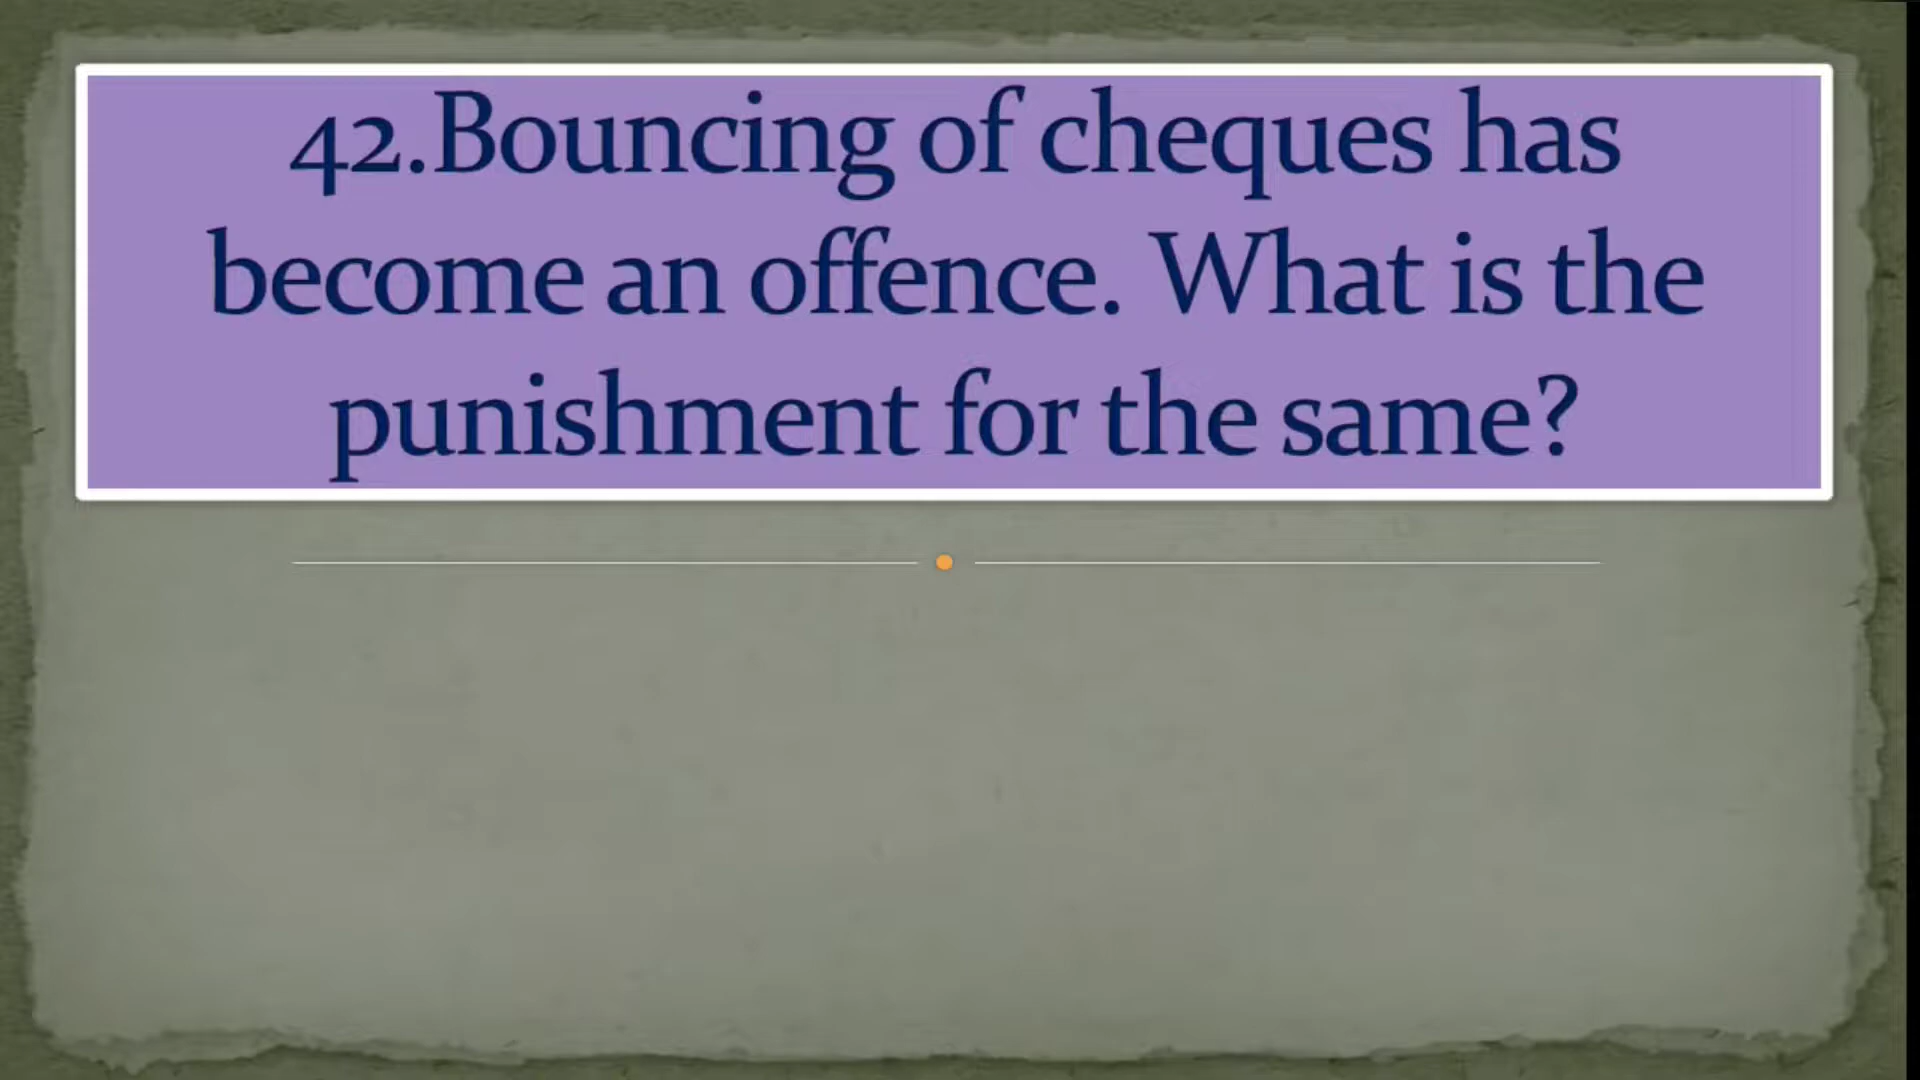 42.Bouncing of cheques has
become an offence. What is the
punishment for the same?